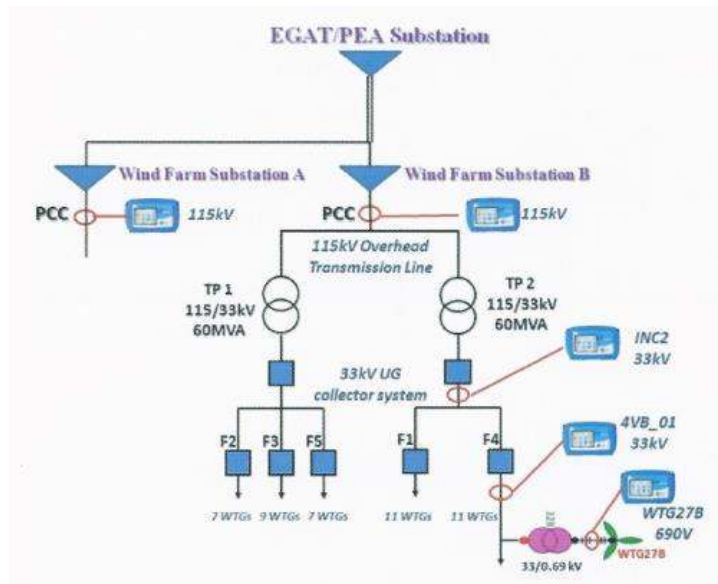 EGAT/PEA Substation
Wind Farm Substation A
Wind Farm Substation B
PCC
115kV
PCC
115kV
115kV Overhead
Transmission Line
TP 1
115/33kV
60MVA
TP 2
115/33kV
60MVA
INC2
33kV
33kV UG
collector system
F2
F3
F5
F1
F4
4VB_01
33kV
7 WTGs
9 WTGs
7 WTGs
11 WTGs
11 WTGs
WTG27B
690V
WTG27B
33/0.69 kV